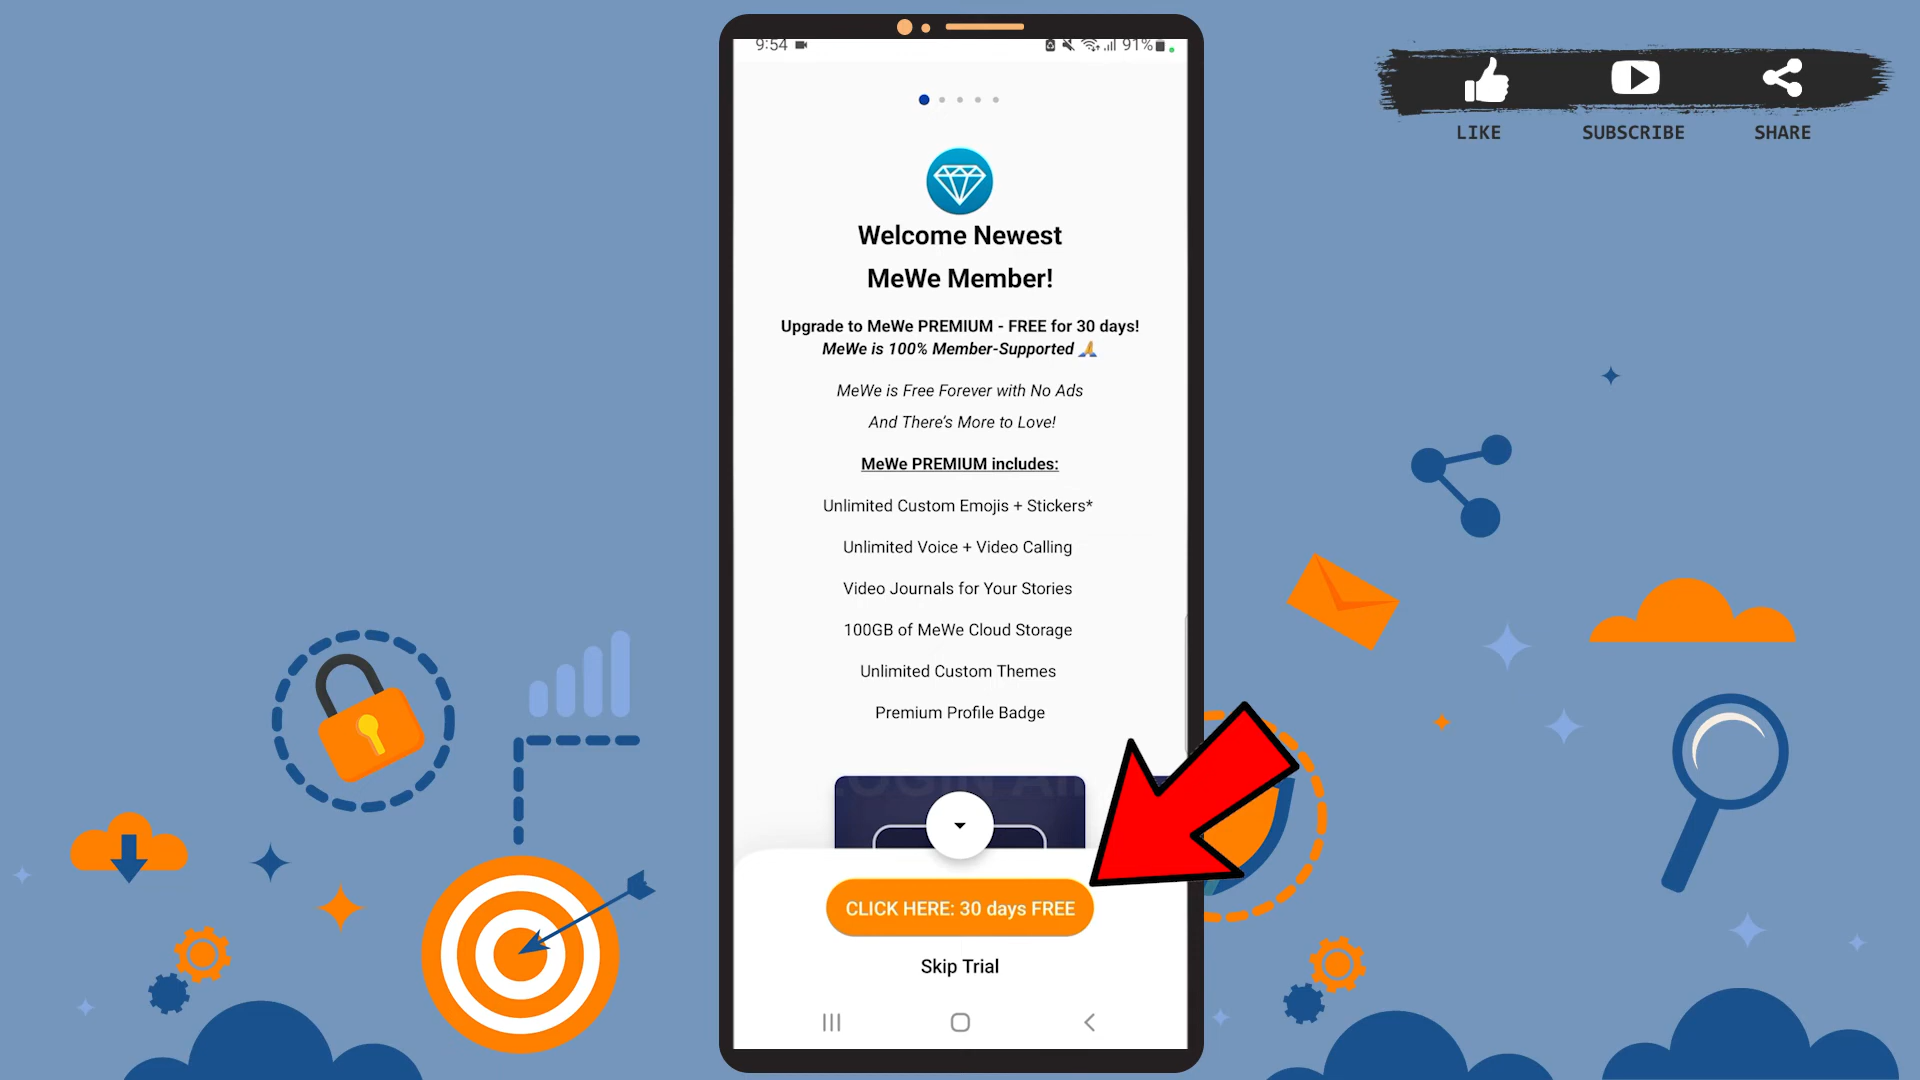 9:54
91%
LIKE
SUBSCRIBE
SHARE
Welcome Newest
MeWe Member!
Upgrade to MeWe PREMIUM - FREE for 30 days!
MeWe is 100% Member-Supported 🙏
MeWe is Free Forever with No Ads
And There's More to Love!
MeWe PREMIUM includes:
Unlimited Custom Emojis + Stickers*
Unlimited Voice + Video Calling
Video Journals for Your Stories
100GB of MeWe Cloud Storage
Unlimited Custom Themes
Premium Profile Badge
CLICK HERE: 30 days FREE
Skip Trial